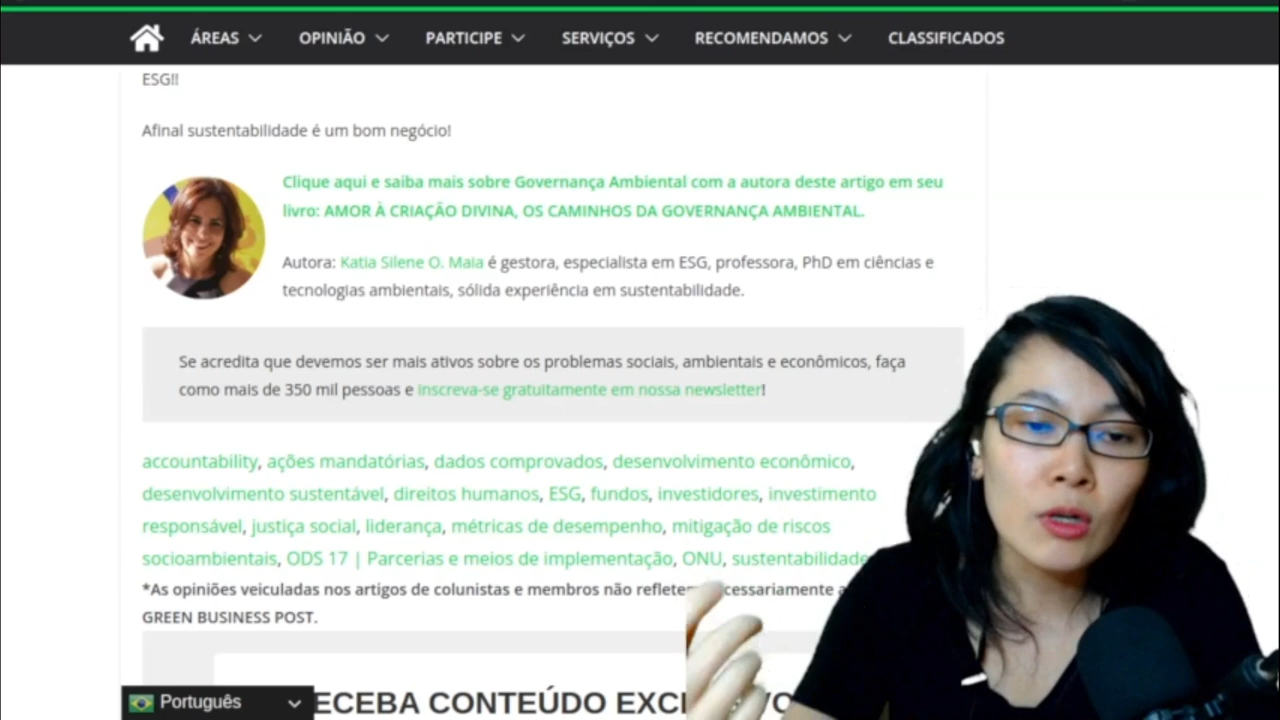 ÁREAS OPINIÃO PARTICIPE SERVIÇOS RECOMENDAMOS CLASSIFICADOS
ESG!!
Afinal sustentabilidade é um bom negócio!
Clique aqui e saiba mais sobre Governança Ambiental com a autora deste artigo em seu
livro: AMOR À CRIAÇÃO DIVINA, OS CAMINHOS DA GOVERNANÇA AMBIENTAL.
Autora: Katia Silene O. Maia é gestora, especialista em ESG, professora, PhD em ciências e
tecnologias ambientais, sólida experiência em sustentabilidade.
Se acredita que devemos ser mais ativos sobre os problemas sociais, ambientais e econômicos, faça
como mais de 350 mil pessoas e inscreva-se gratuitamente em nossa newsletter!
accountability, ações mandatórias, dados comprovados, desenvolvimento econômico,
desenvolvimento sustentável, direitos humanos, ESG, fundos, investidores, investimento
responsável, justiça social, liderança, métricas de desempenho, mitigação de riscos
socioambientais, ODS 17 | Parcerias e meios de implementação, ONU, sustentabilidade
*As opiniões veiculadas nos artigos de colunistas e membros não
GREEN BUSINESS POST.
CONTEÚDO
Português